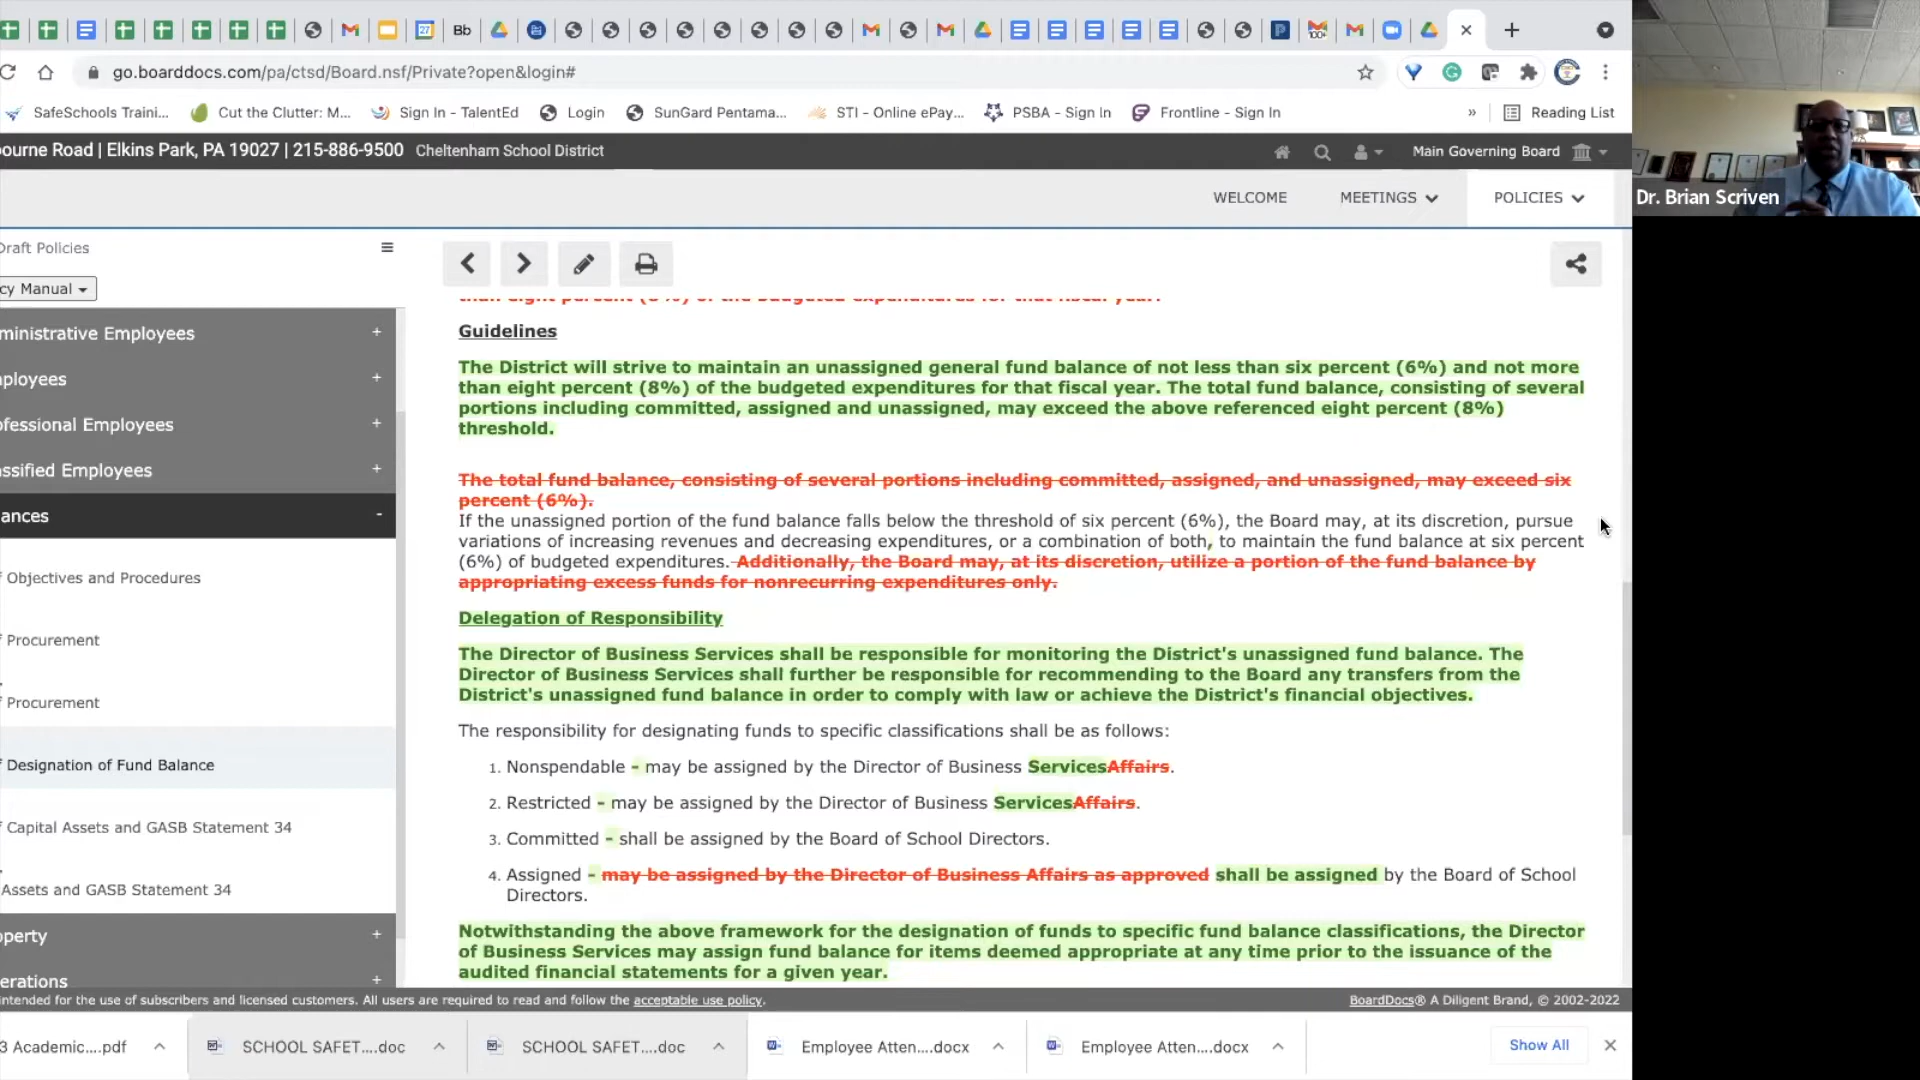 27
Bb
P
100+
go.boarddocs.com/pa/ctsd/Board.nsf/Private?open&login#
SafeSchools Traini...
Cut the Clutter: M...
Sign In - TalentEd
Login
SunGard Pentama...
STI - Online ePay...
PSBA - Sign In
Frontline - Sign In
»
Reading List
ourne Road | Elkins Park, PA 19027 | 215-886-9500 Cheltenham School District
Main Governing Board
Dr. Brian Scriven
WELCOME
MEETINGS
POLICIES
Draft Policies
cy Manual
ministrative Employees +
ployees +
ofessional Employees +
assified Employees +
ances -
f Objectives and Procedures
f Procurement
Procurement
f Designation of Fund Balance
f Capital Assets and GASB Statement 34
Assets and GASB Statement 34
operty +
erations +
than eight percent (8%) of the budgeted expenditures for that fiscal year.
Guidelines
The District will strive to maintain an unassigned general fund balance of not less than six percent (6%) and not more
than eight percent (8%) of the budgeted expenditures for that fiscal year. The total fund balance, consisting of several
portions including committed, assigned and unassigned, may exceed the above referenced eight percent (8%)
threshold.
The total fund balance, consisting of several portions including committed, assigned, and unassigned, may exceed six
percent (6%).
If the unassigned portion of the fund balance falls below the threshold of six percent (6%), the Board may, at its discretion, pursue
variations of increasing revenues and decreasing expenditures, or a combination of both, to maintain the fund balance at six percent
(6%) of budgeted expenditures. Additionally, the Board may, at its discretion, utilize a portion of the fund balance by
appropriating excess funds for nonrecurring expenditures only.
Delegation of Responsibility
The Director of Business Services shall be responsible for monitoring the District's unassigned fund balance. The
Director of Business Services shall further be responsible for recommending to the Board any transfers from the
District's unassigned fund balance in order to comply with law or achieve the District's financial objectives.
The responsibility for designating funds to specific classifications shall be as follows:
1. Nonspendable - may be assigned by the Director of Business ServicesAffairs.
2. Restricted - may be assigned by the Director of Business ServicesAffairs.
3. Committed - shall be assigned by the Board of School Directors.
4. Assigned - may be assigned by the Director of Business Affairs as approved shall be assigned by the Board of School
Directors.
Notwithstanding the above framework for the designation of funds to specific fund balance classifications, the Director
of Business Services may assign fund balance for items deemed appropriate at any time prior to the issuance of the
audited financial statements for a given year.
intended for the use of subscribers and licensed customers. All users are required to read and follow the acceptable use policy.
BoardDocs® A Diligent Brand, © 2002-2022
3 Academic....pdf
SCHOOL SAFET....doc
SCHOOL SAFET....doc
Employee Atten....docx
Employee Atten....docx
Show All